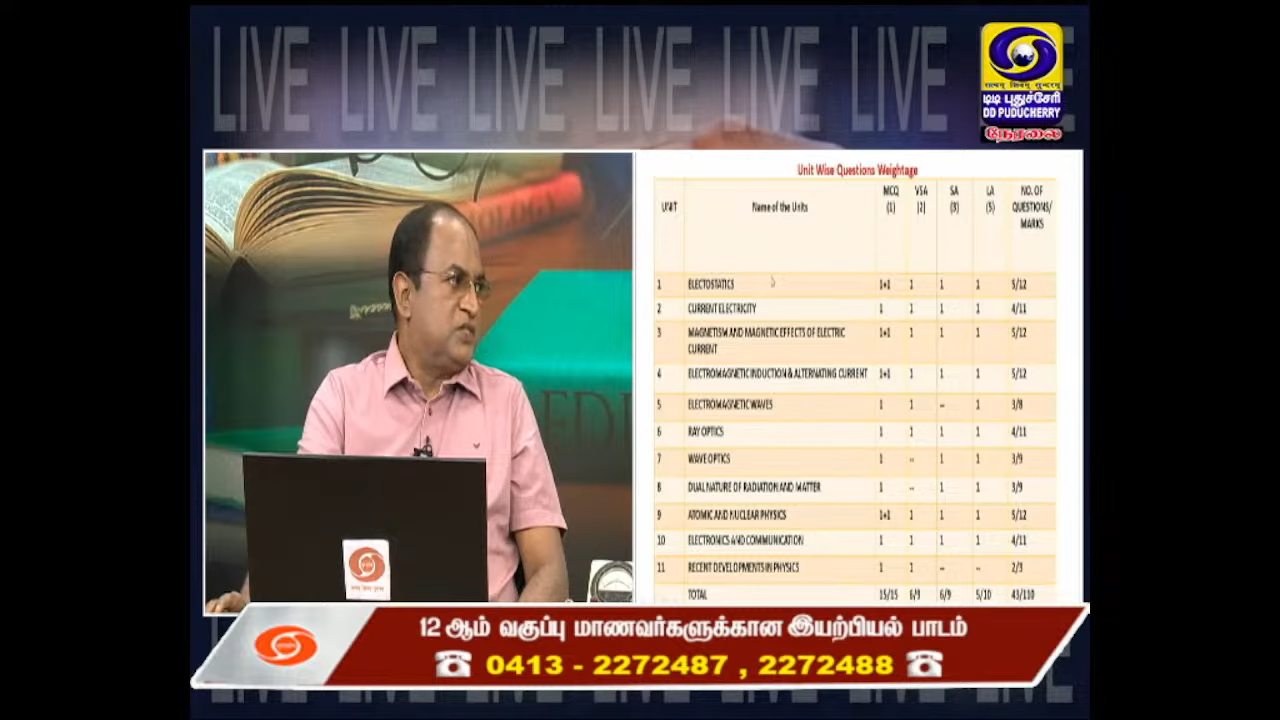 LIVE LIVE LIVE LIVE LIVE LIVE LIVE
டிடி புதுச்சேரி
DD PUDUCHERRY
நேரலை
Unit Wise Questions Weightage
UNIT Name of the Units MCQ (1) VSA (2) SA (3) LA (5) NO. OF QUESTIONS/ MARKS
1 ELECTOSTATICS 1+1 1 1 1 5/12
2 CURRENT ELECTRICITY 1 1 1 1 4/11
3 MAGNETISM AND MAGNETIC EFFECTS OF ELECTRIC CURRENT 1+1 1 1 1 5/12
4 ELECTROMAGNETIC INDUCTION & ALTERNATING CURRENT 1+1 1 1 1 5/12
5 ELECTROMAGNETIC WAVES 1 1 -- 1 3/8
6 RAY OPTICS 1 1 1 1 4/11
7 WAVE OPTICS 1 -- 1 1 3/9
8 DUAL NATURE OF RADIATION AND MATTER 1 -- 1 1 3/9
9 ATOMIC AND NUCLEAR PHYSICS 1+1 1 1 1 5/12
10 ELECTRONICS AND COMMUNICATION 1 1 1 1 4/11
11 RECENT DEVELOPMENTS IN PHYSICS 1 1 -- -- 2/3
TOTAL 15/15 6/9 6/9 5/10 43/110
12 ஆம் வகுப்பு மாணவர்களுக்கான இயற்பியல் பாடம்
0413 - 2272487 , 2272488